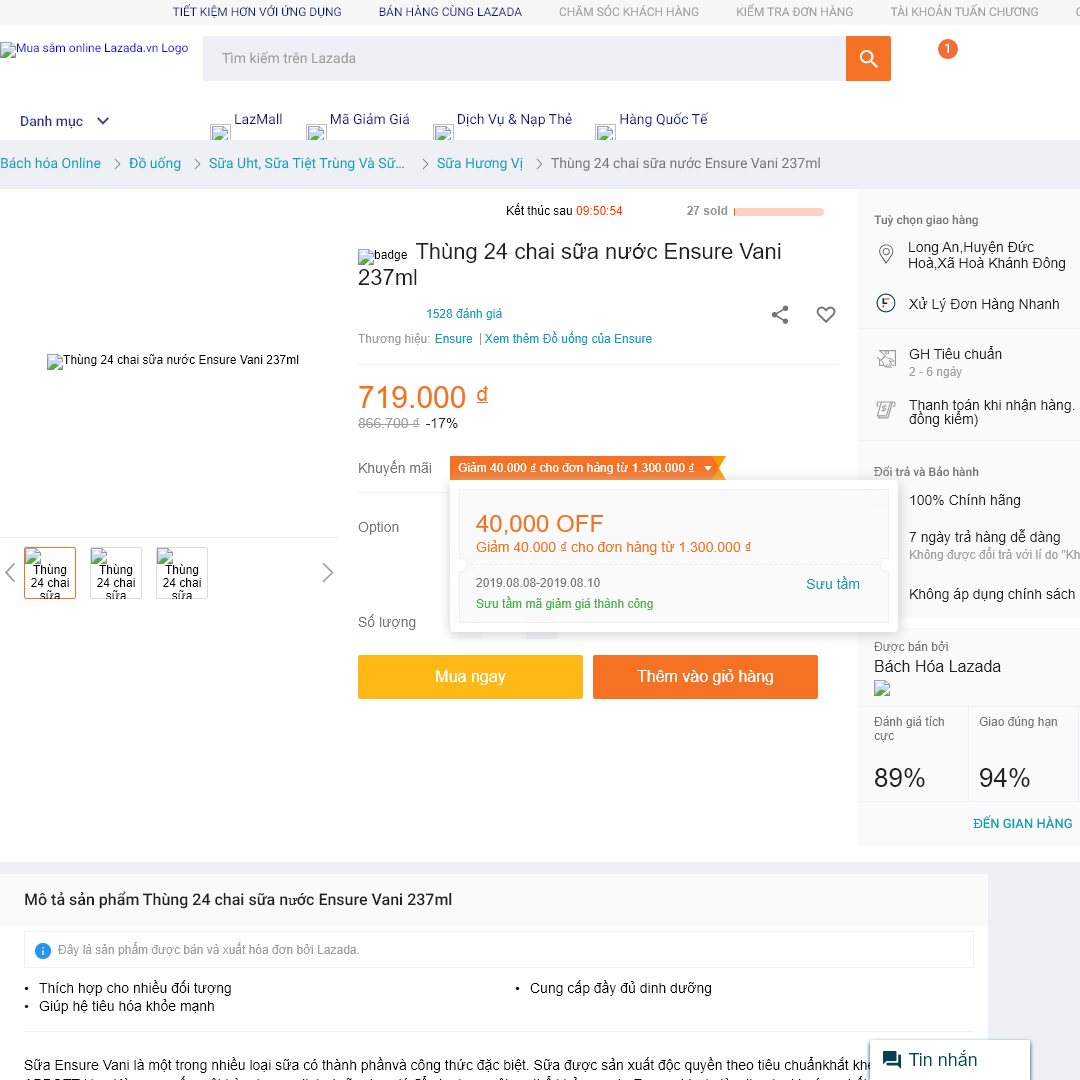 TIẾT KIỆM HƠN VỚI ỨNG DỤNG BÁN HÀNG CÙNG LAZADA CHĂM SÓC KHÁCH HÀNG KIỂM TRA ĐƠN HÀNG TÀI KHOẢN TUẤN CHƯƠNG
Mua sắm online Lazada.vn Logo
Tìm kiếm trên Lazada
1
Danh mục
LazMall
Mã Giảm Giá
Dịch Vụ & Nạp Thẻ
Hàng Quốc Tế
Bách hóa Online
Đồ uống
Sữa Uht, Sữa Tiệt Trùng Và Sữ...
Sữa Hương Vị
Thùng 24 chai sữa nước Ensure Vani 237ml
Kết thúc sau 09:50:54
27 sold
badge Thùng 24 chai sữa nước Ensure Vani
237ml
1528 đánh giá
Thương hiệu: Ensure | Xem thêm Đồ uống của Ensure
Thùng 24 chai sữa nước Ensure Vani 237ml
719.000 ₫
866.700 ₫ -17%
Khuyến mãi
Giảm 40.000 ₫ cho đơn hàng từ 1.300.000 ₫
Option
40,000 OFF
Giảm 40.000 ₫ cho đơn hàng từ 1.300.000 ₫
2019.08.08-2019.08.10
Sưu tầm
Sưu tầm mã giảm giá thành công
Số lượng
Thùng
24 chai
sữa
Thùng
24 chai
sữa
Thùng
24 chai
sữa
Mua ngay
Thêm vào giỏ hàng
Tuỳ chọn giao hàng
Long An,Huyện Đức
Hoà,Xã Hoà Khánh Đông
Xử Lý Đơn Hàng Nhanh
GH Tiêu chuẩn
2 - 6 ngày
Thanh toán khi nhận hàng.
đồng kiểm)
Đổi trả và Bảo hành
100% Chính hãng
7 ngày trả hàng dễ dàng
Không được đổi trả với lí do "Kh
Không áp dụng chính sách
Được bán bởi
Bách Hóa Lazada
Đánh giá tích
cực
89%
Giao đúng hạn
94%
ĐẾN GIAN HÀNG
Mô tả sản phẩm Thùng 24 chai sữa nước Ensure Vani 237ml
Đây là sản phẩm được bán và xuất hóa đơn bởi Lazada.
• Thích hợp cho nhiều đối tượng
• Cung cấp đầy đủ dinh dưỡng
• Giúp hệ tiêu hóa khỏe mạnh
Sữa Ensure Vani là một trong nhiều loại sữa có thành phầnvà công thức đặc biệt. Sữa được sản xuất độc quyền theo tiêu chuẩnkhắt kh
Tin nhắn